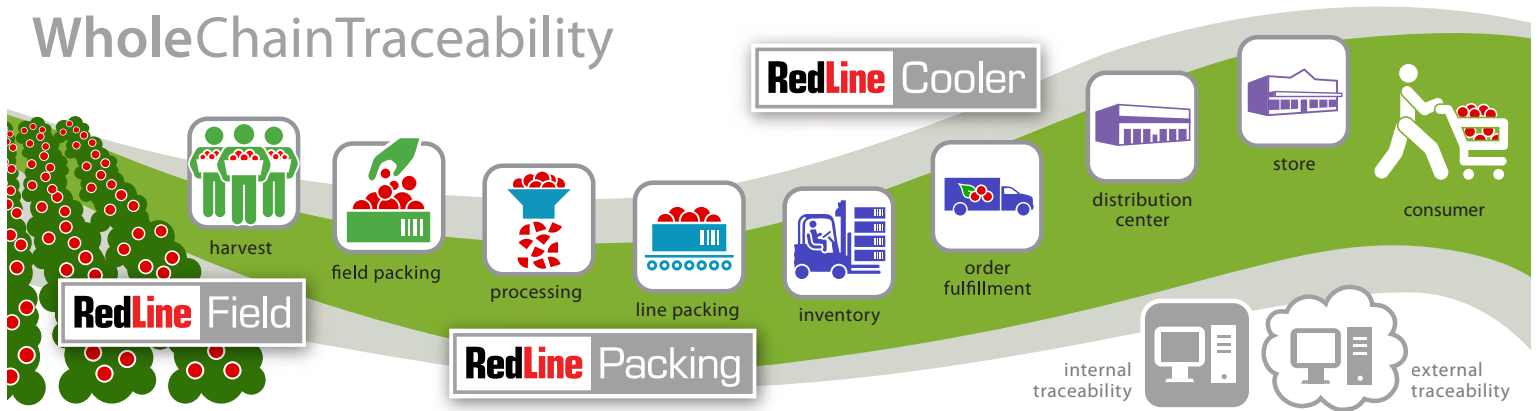 WholeChainTraceability
RedLine Cooler
harvest
field packing
processing
line packing
inventory
order
fulfillment
distribution
center
store
consumer
RedLine Field
RedLine Packing
internal
traceability
external
traceability